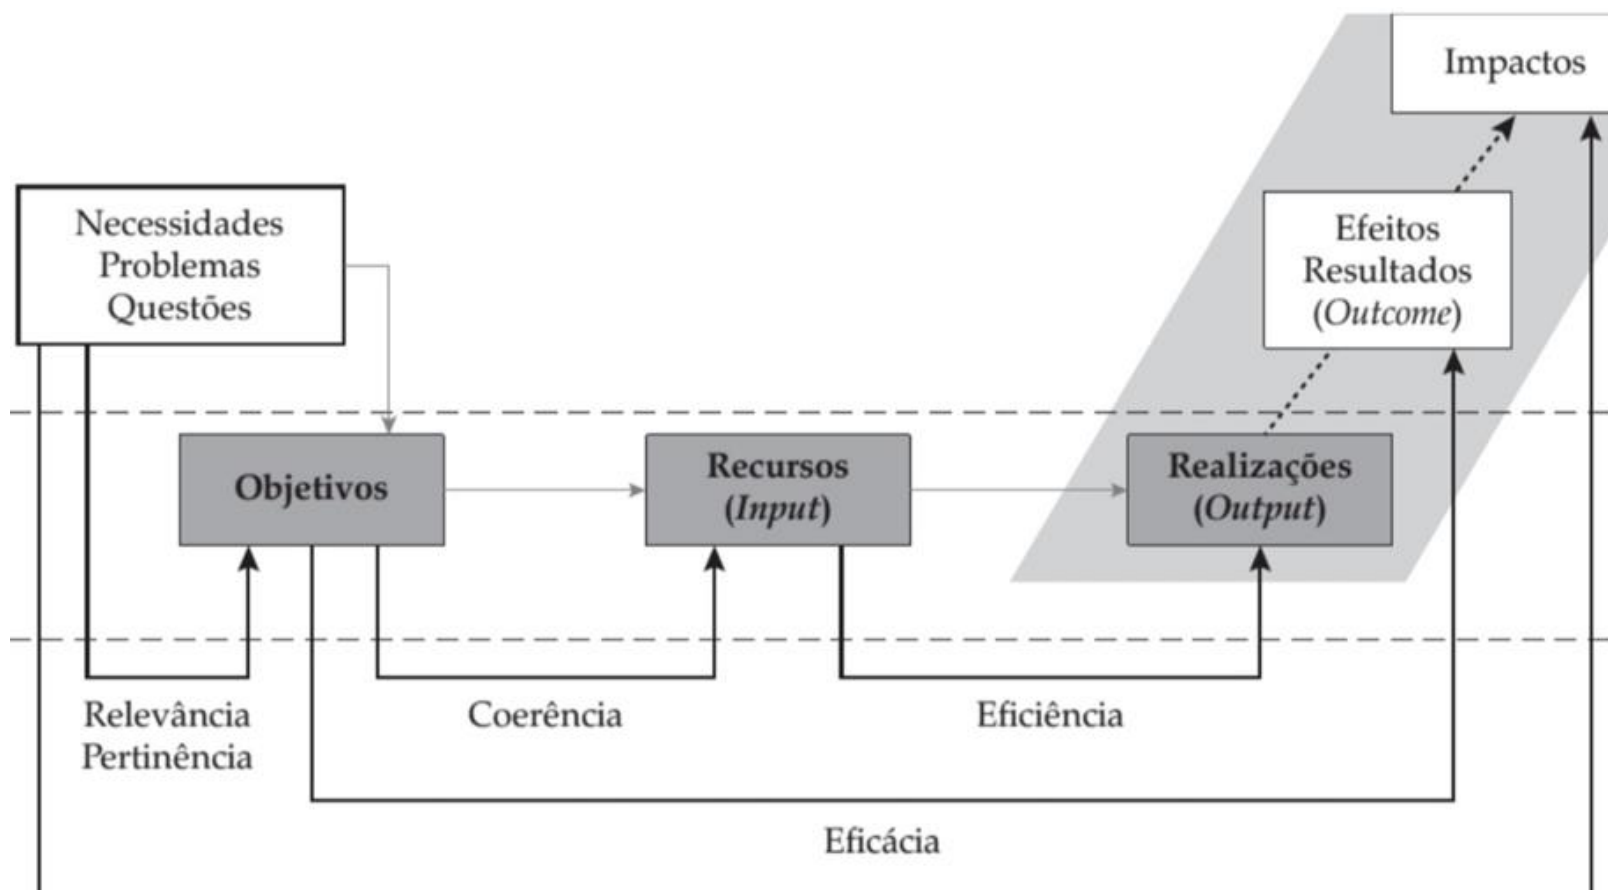 Impactos
Necessidades
Problemas
Questões
Efeitos
Resultados
(Outcome)
Objetivos
Recursos
(Input)
Realizações
(Output)
Relevância
Pertinência
Coerência
Eficiência
Eficácia